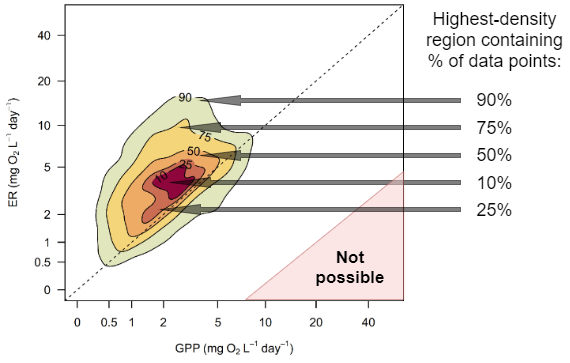 Highest-density
region containing
% of data points:
90%
75%
50%
10%
25%
90
75
50
25
10
Not
possible
40
20
10
5
2
1
0.5
0
ER (mg O₂ L⁻¹ day⁻¹)
0 0.5 1 2 5 10 20 40
GPP (mg O₂ L⁻¹ day⁻¹)